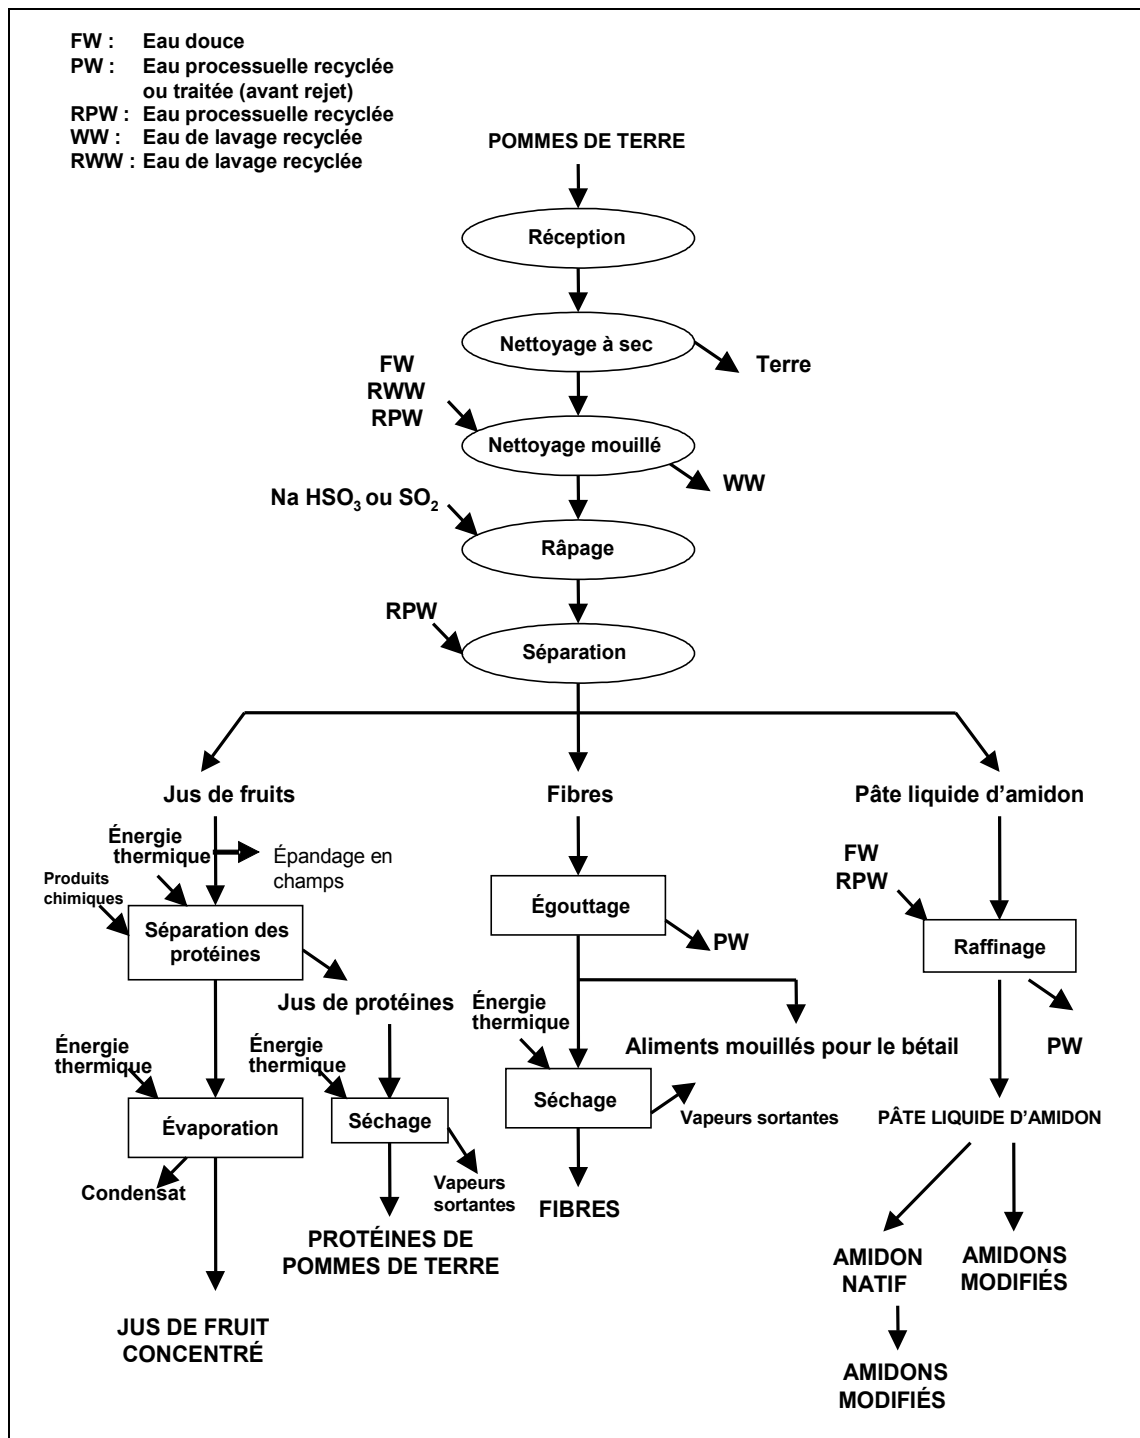 FW : Eau douce
PW : Eau processuelle recyclée
ou traitée (avant rejet)
RPW : Eau processuelle recyclée
WW : Eau de lavage recyclée
RWW : Eau de lavage recyclée
POMMES DE TERRE
Réception
Nettoyage à sec
Terre
FW
RWW
RPW
Nettoyage mouillé
WW
Na HSO₃ ou SO₂
Râpage
RPW
Séparation
Jus de fruits
Fibres
Pâte liquide d’amidon
Énergie
thermique
Épandage en
champs
Produits
chimiques
Séparation des
protéines
Égouttage
PW
FW
RPW
Raffinage
PW
Jus de protéines
Énergie
thermique
Aliments mouillés pour le bétail
Énergie
thermique
Énergie
thermique
Évaporation
Séchage
Séchage
Vapeurs sortantes
PÂTE LIQUIDE D’AMIDON
Condensat
Vapeurs
sortantes
FIBRES
PROTÉINES DE
POMMES DE TERRE
AMIDON
NATIF
AMIDONS
MODIFIÉS
JUS DE FRUIT
CONCENTRÉ
AMIDONS
MODIFIÉS